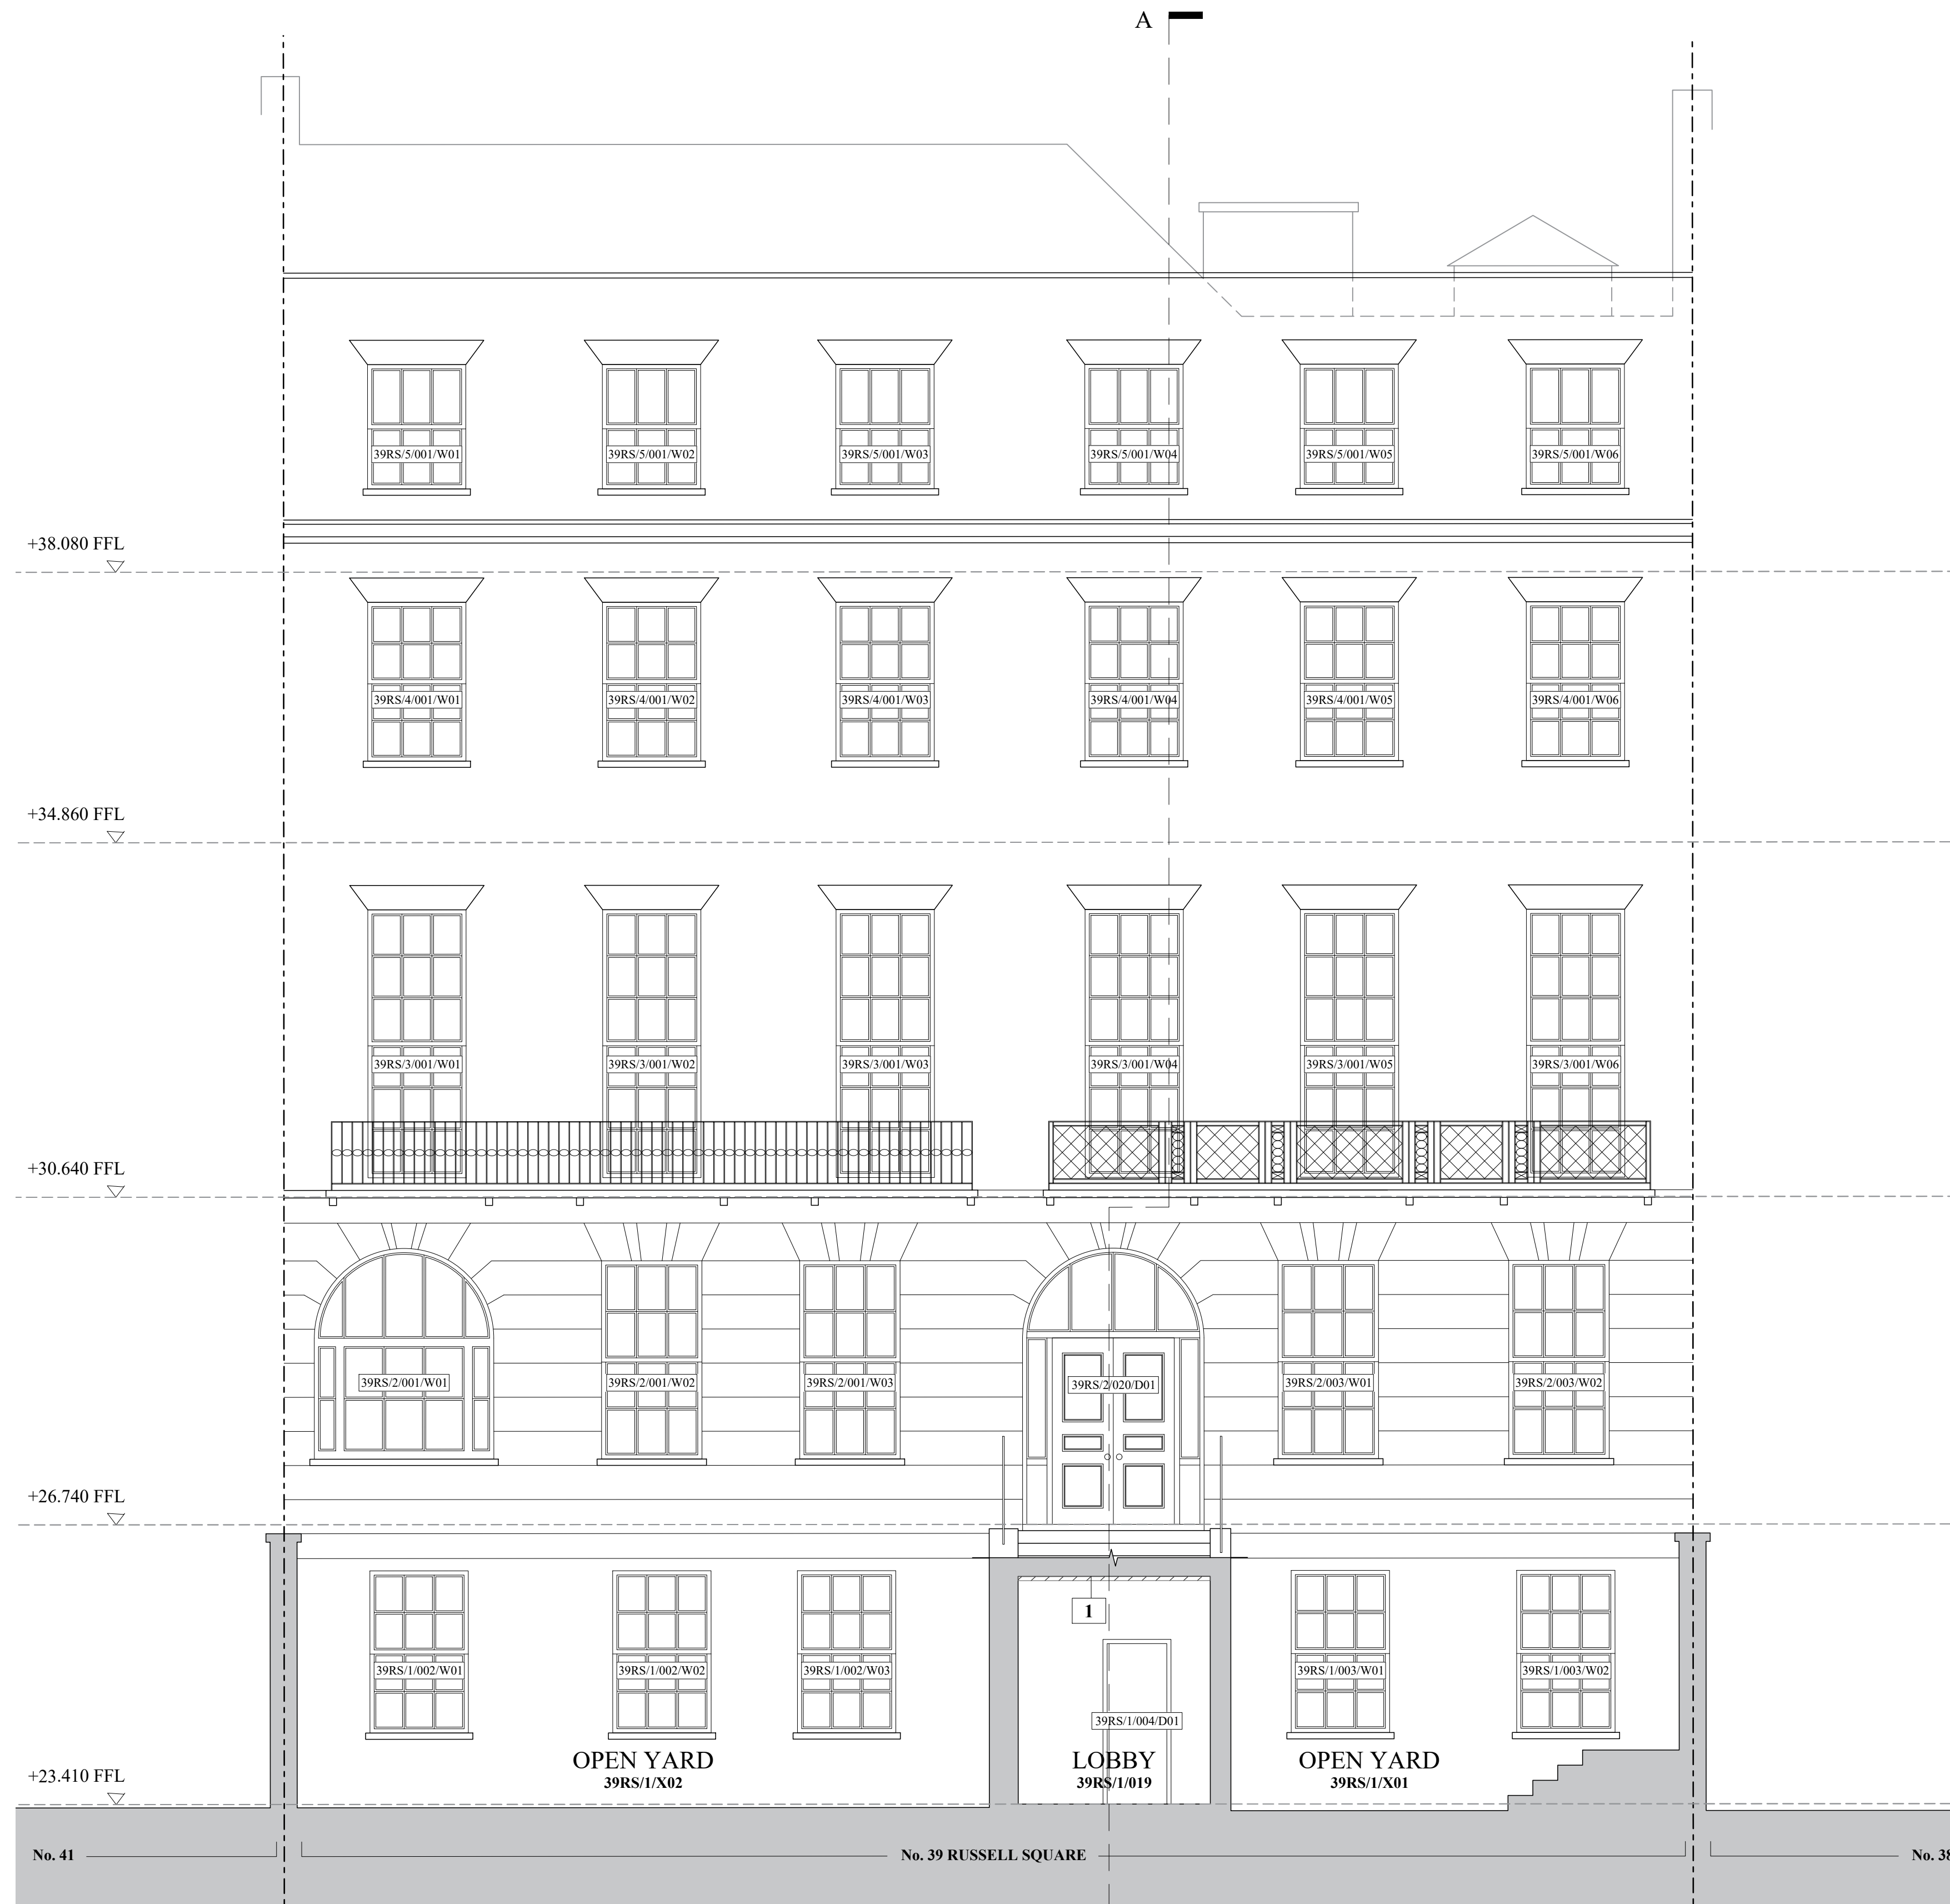 A
39RS/5/001/W01 39RS/5/001/W02 39RS/5/001/W03 39RS/5/001/W04 39RS/5/001/W05 39RS/5/001/W06
+38.080 FFL
39RS/4/001/W01 39RS/4/001/W02 39RS/4/001/W03 39RS/4/001/W04 39RS/4/001/W05 39RS/4/001/W06
+34.860 FFL
39RS/3/001/W01 39RS/3/001/W02 39RS/3/001/W03 39RS/3/001/W04 39RS/3/001/W05 39RS/3/001/W06
+30.640 FFL
39RS/2/001/W01 39RS/2/001/W02 39RS/2/001/W03 39RS/2/020/D01 39RS/2/003/W01 39RS/2/003/W02
+26.740 FFL
1
39RS/1/002/W01 39RS/1/002/W02 39RS/1/002/W03 39RS/1/003/W01 39RS/1/003/W02
39RS/1/004/D01
OPEN YARD LOBBY OPEN YARD
39RS/1/X02 39RS/1/019 39RS/1/X01
+23.410 FFL
No. 41 No. 39 RUSSELL SQUARE No. 38